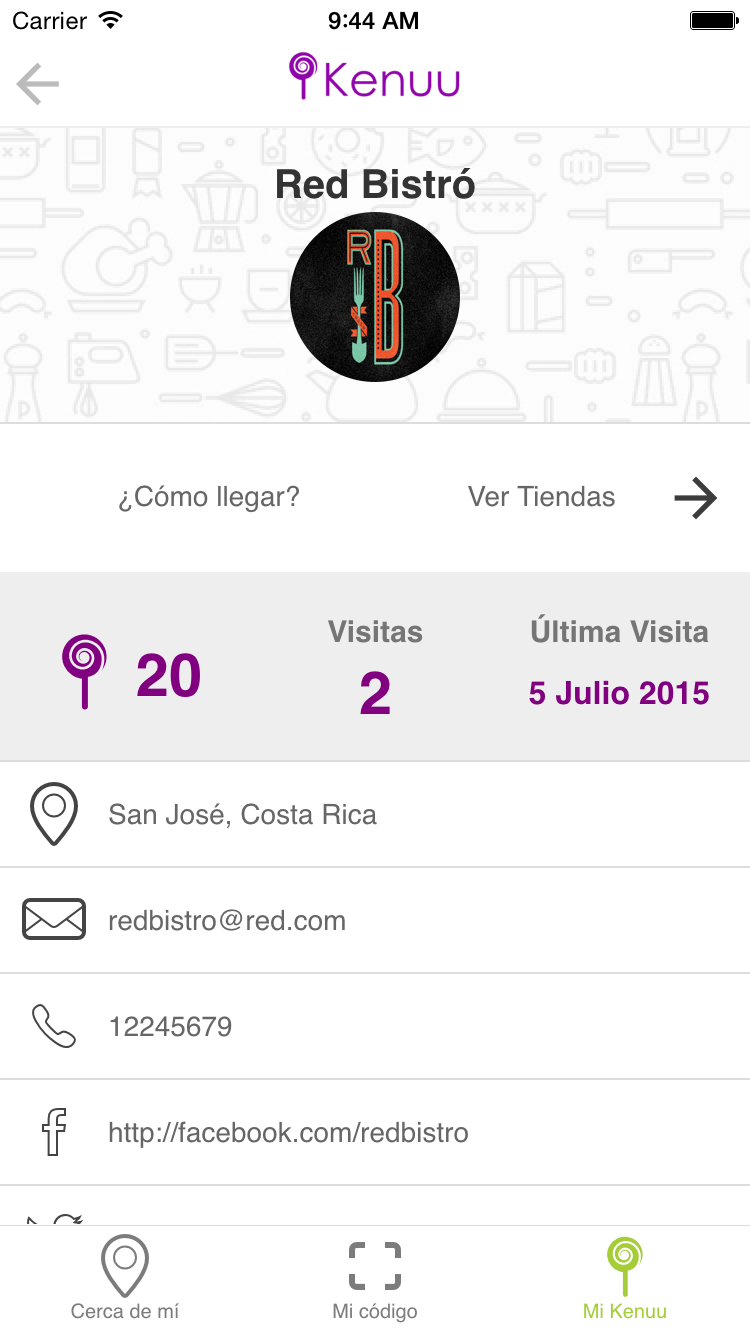 Carrier 9:44 AM
Kenuu
Red Bistró
R
B
¿Cómo llegar? Ver Tiendas
20
Visitas
2
Última Visita
5 Julio 2015
San José, Costa Rica
redbistro@red.com
12245679
http://facebook.com/redbistro
Cerca de mí Mi código Mi Kenuu
P P